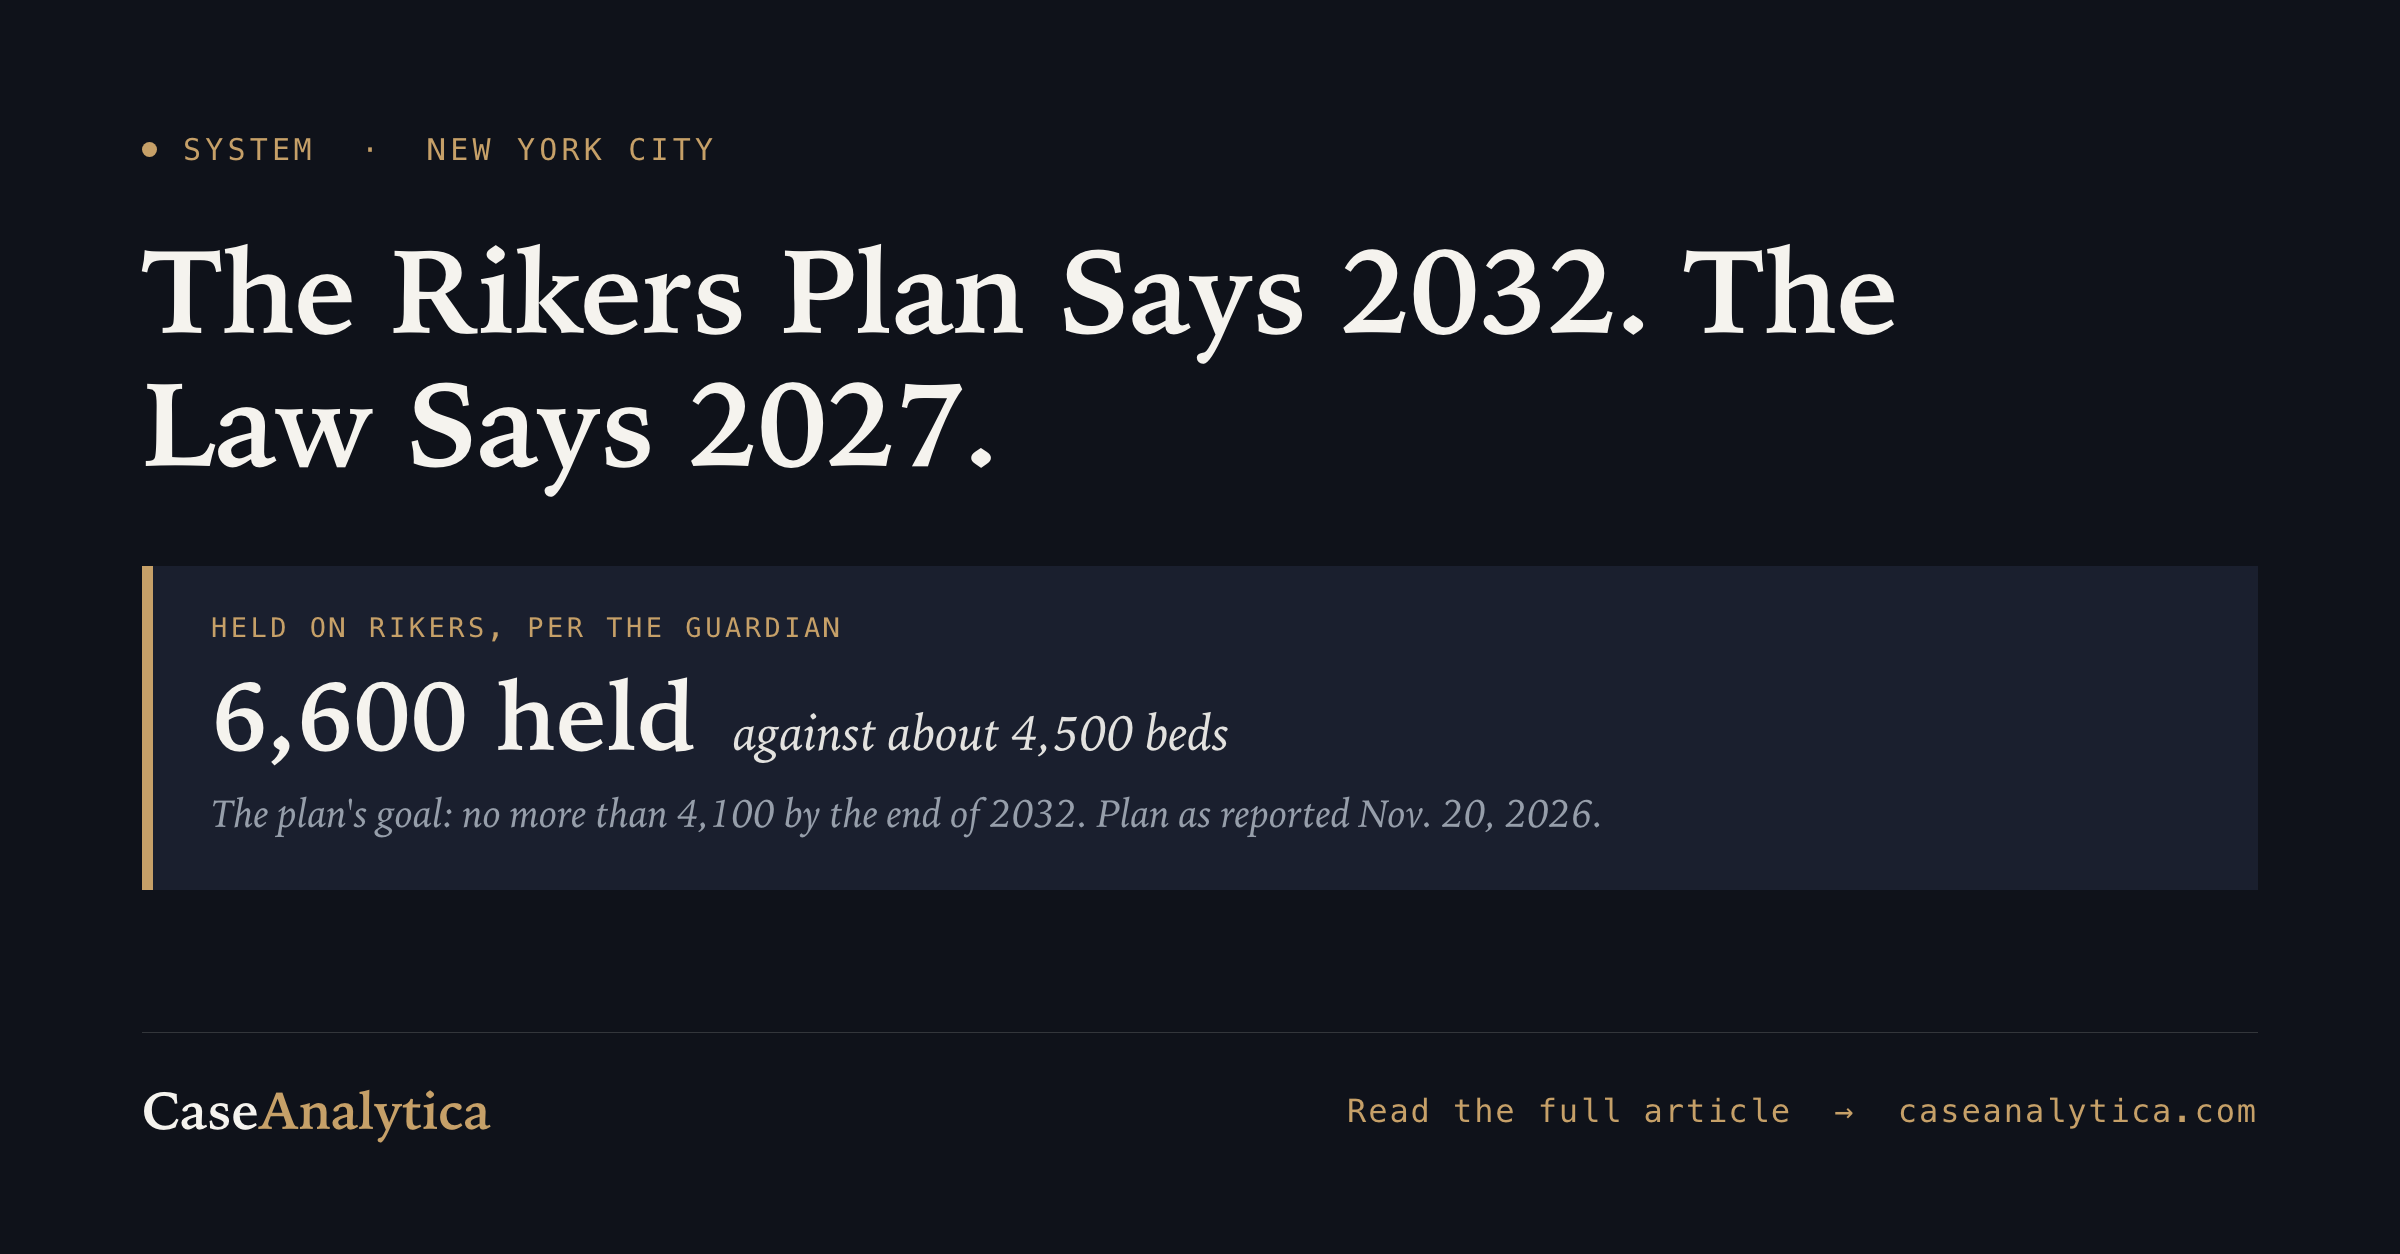 SYSTEM · NEW YORK CITY
The Rikers Plan Says 2032. The
Law Says 2027.
HELD ON RIKERS, PER THE GUARDIAN
6,600 held against about 4,500 beds
The plan's goal: no more than 4,100 by the end of 2032. Plan as reported Nov. 20, 2026.
CaseAnalytica
Read the full article → caseanalytica.com